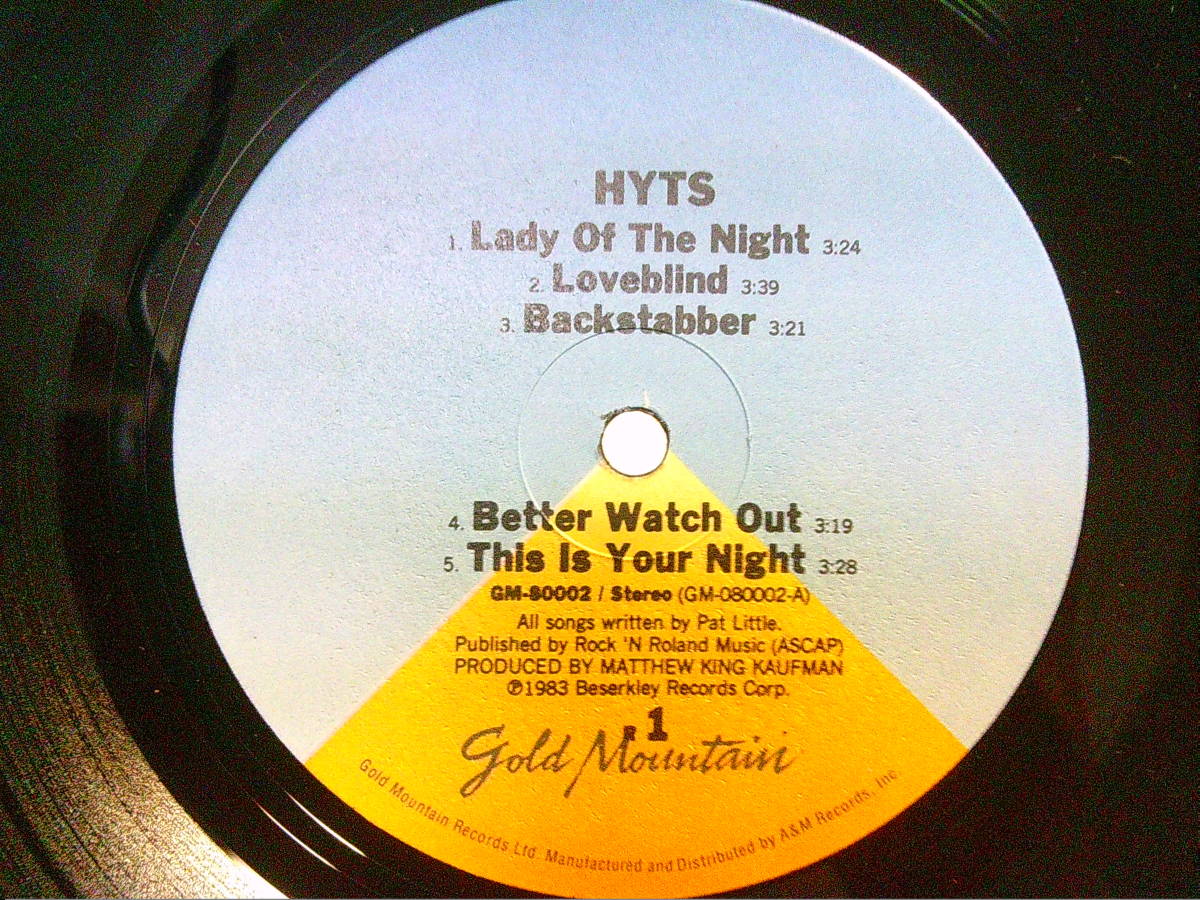 HYTS
1. Lady Of The Night 3:24
2. Loveblind 3:39
3. Backstabber 3:21
4. Better Watch Out 3:19
5. This Is Your Night 3:28
GM-80002 / Stereo (GM-080002-A)
All songs written by Pat Little.
Published by Rock 'N Roland Music (ASCAP)
PRODUCED BY MATTHEW KING KAUFMAN
℗1983 Beserkley Records Corp.
1
Gold Mountain
Gold Mountain Records Ltd. Manufactured and Distributed by A&M Records, Inc.